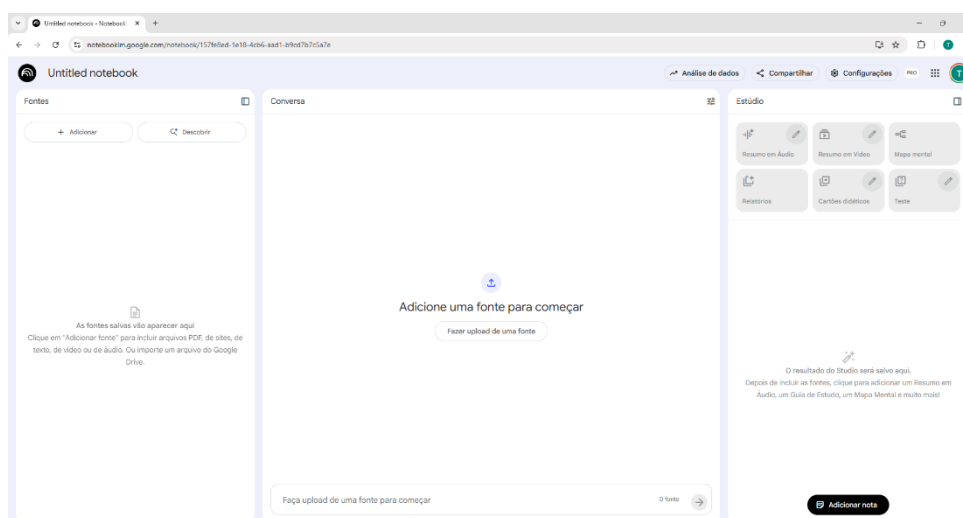 Untitled notebook - NotebookL
notebooklm.google.com/notebook/157fe8ed-1e18-4cb6-aad1-b9cd7b7c5a7e
T
Untitled notebook
Análise de dados
Compartilhar
Configurações
PRO
T
Fontes
Conversa
Estúdio
+ Adicionar
Descobrir
Resumo em Áudio
Resumo em Vídeo
Mapa mental
Relatórios
Cartões didáticos
Teste
Adicione uma fonte para começar
Fazer upload de uma fonte
As fontes salvas vão aparecer aqui
Clique em "Adicionar fonte" para incluir arquivos PDF, de sites, de
texto, de vídeo ou de áudio. Ou importe um arquivo do Google
Drive.
O resultado do Studio será salvo aqui.
Depois de incluir as fontes, clique para adicionar um Resumo em
Áudio, um Guia de Estudo, um Mapa Mental e muito mais!
Faça upload de uma fonte para começar
0 fonte
Adicionar nota